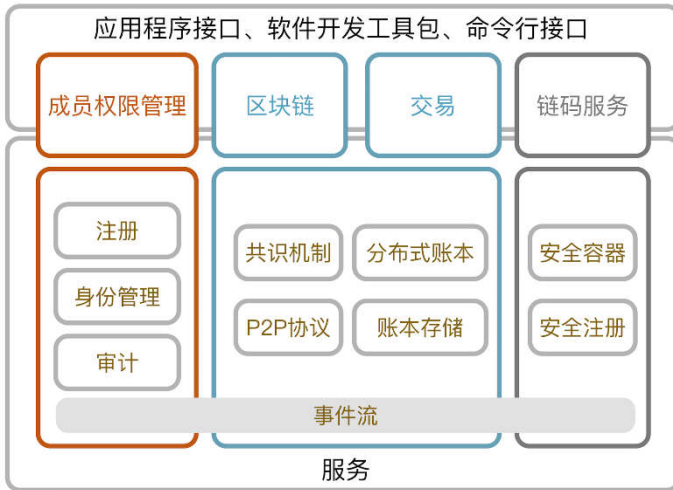 应用程序接口、软件开发工具包、命令行接口
成员权限管理
区块链
交易
链码服务
注册
身份管理
审计
共识机制
分布式账本
P2P协议
账本存储
安全容器
安全注册
事件流
服务